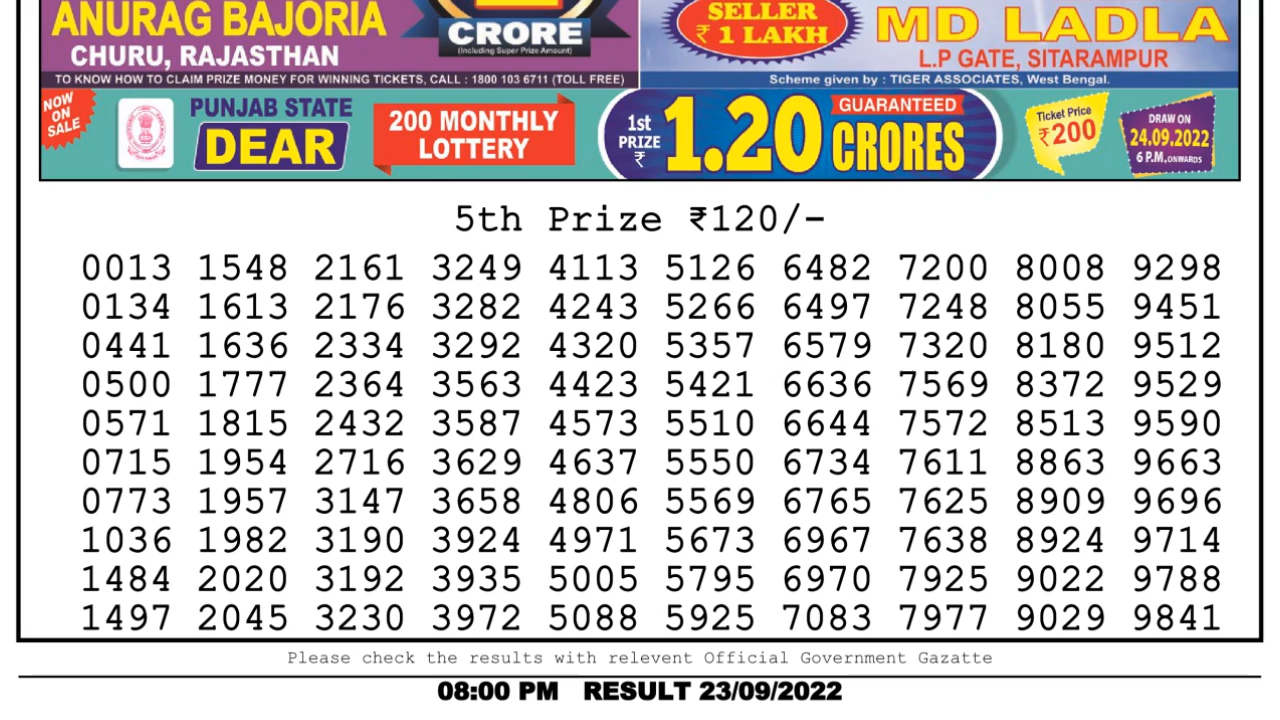 ANURAG BAJORIA
CHURU, RAJASTHAN
CRORE
(Including Super Prize Amount)
SELLER
₹ 1 LAKH
MD LADLA
L.P GATE, SITARAMPUR
TO KNOW HOW TO CLAIM PRIZE MONEY FOR WINNING TICKETS, CALL : 1800 103 6711 (TOLL FREE)
Scheme given by : TIGER ASSOCIATES, West Bengal.
NOW
ON
SALE
PUNJAB STATE
DEAR
200 MONTHLY
LOTTERY
1st
PRIZE
₹
1.20
GUARANTEED
CRORES
Ticket Price
₹200
DRAW ON
24.09.2022
6 P.M. ONWARDS
5th Prize ₹120/-
0013 1548 2161 3249 4113 5126 6482 7200 8008 9298
0134 1613 2176 3282 4243 5266 6497 7248 8055 9451
0441 1636 2334 3292 4320 5357 6579 7320 8180 9512
0500 1777 2364 3563 4423 5421 6636 7569 8372 9529
0571 1815 2432 3587 4573 5510 6644 7572 8513 9590
0715 1954 2716 3629 4637 5550 6734 7611 8863 9663
0773 1957 3147 3658 4806 5569 6765 7625 8909 9696
1036 1982 3190 3924 4971 5673 6967 7638 8924 9714
1484 2020 3192 3935 5005 5795 6970 7925 9022 9788
1497 2045 3230 3972 5088 5925 7083 7977 9029 9841
Please check the results with relevent Official Government Gazatte
08:00 PM RESULT 23/09/2022